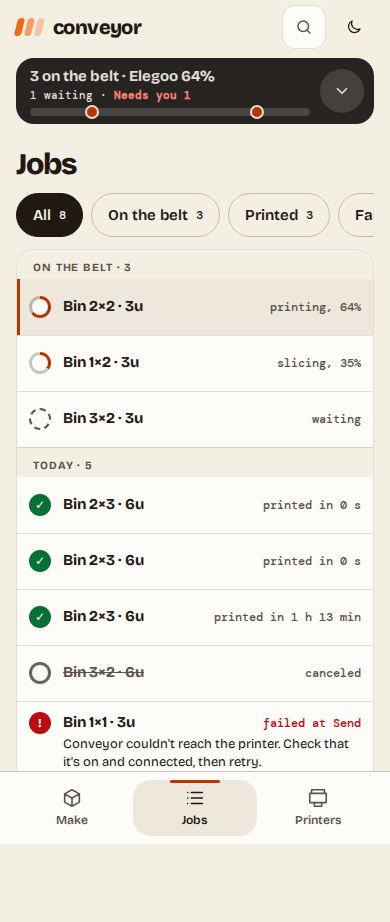 conveyor
3 on the belt · Elegoo 64%
1 waiting · Needs you 1
Jobs
All 8
On the belt 3
Printed 3
ON THE BELT · 3
Bin 2×2 · 3u
printing, 64%
Bin 1×2 · 3u
slicing, 35%
Bin 3×2 · 3u
waiting
TODAY · 5
Bin 2×3 · 6u
printed in 0 s
Bin 2×3 · 6u
printed in 0 s
Bin 2×3 · 6u
printed in 1 h 13 min
Bin 3×2 · 6u
canceled
Bin 1×1 · 3u
failed at Send
Conveyor couldn't reach the printer. Check that
it's on and connected, then retry.
Make
Jobs
Printers